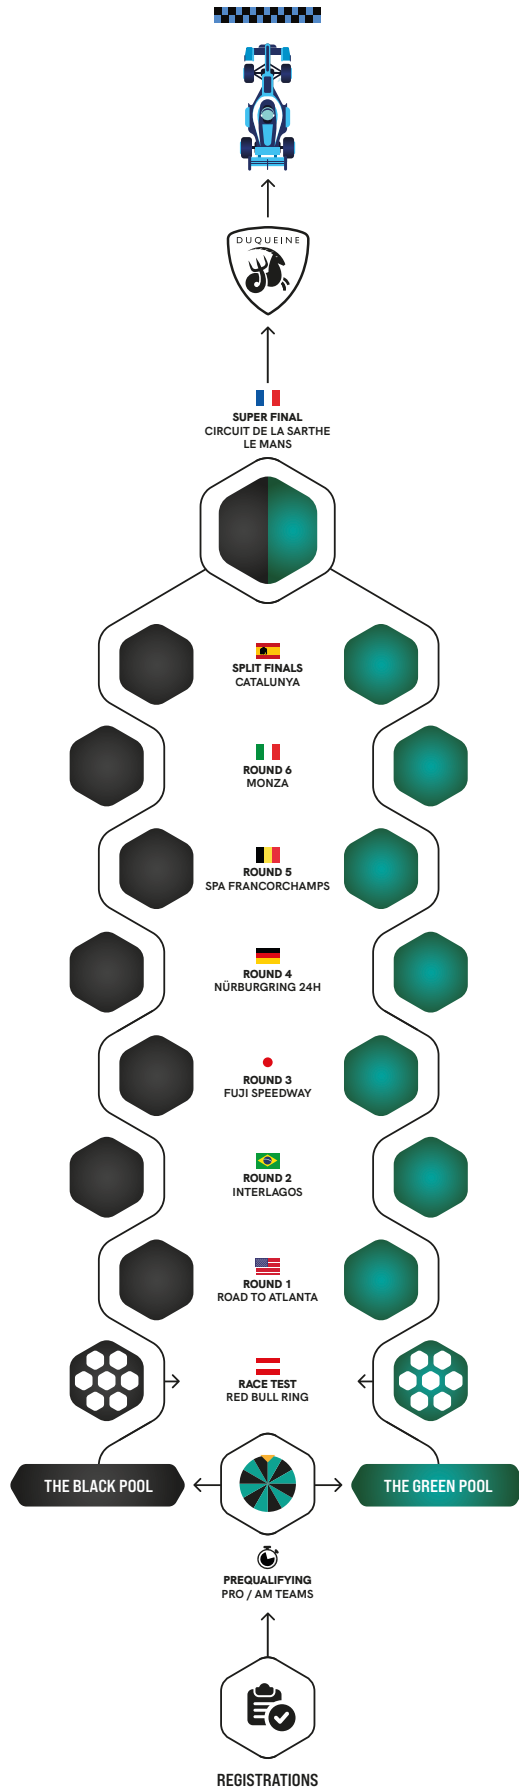 DUQUEINE
SUPER FINAL
CIRCUIT DE LA SARTHE
LE MANS
SPLIT FINALS
CATALUNYA
ROUND 6
MONZA
ROUND 5
SPA FRANCORCHAMPS
ROUND 4
NÜRBURGRING 24H
ROUND 3
FUJI SPEEDWAY
ROUND 2
INTERLAGOS
ROUND 1
ROAD TO ATLANTA
RACE TEST
RED BULL RING
THE BLACK POOL
THE GREEN POOL
PREQUALIFYING
PRO / AM TEAMS
REGISTRATIONS